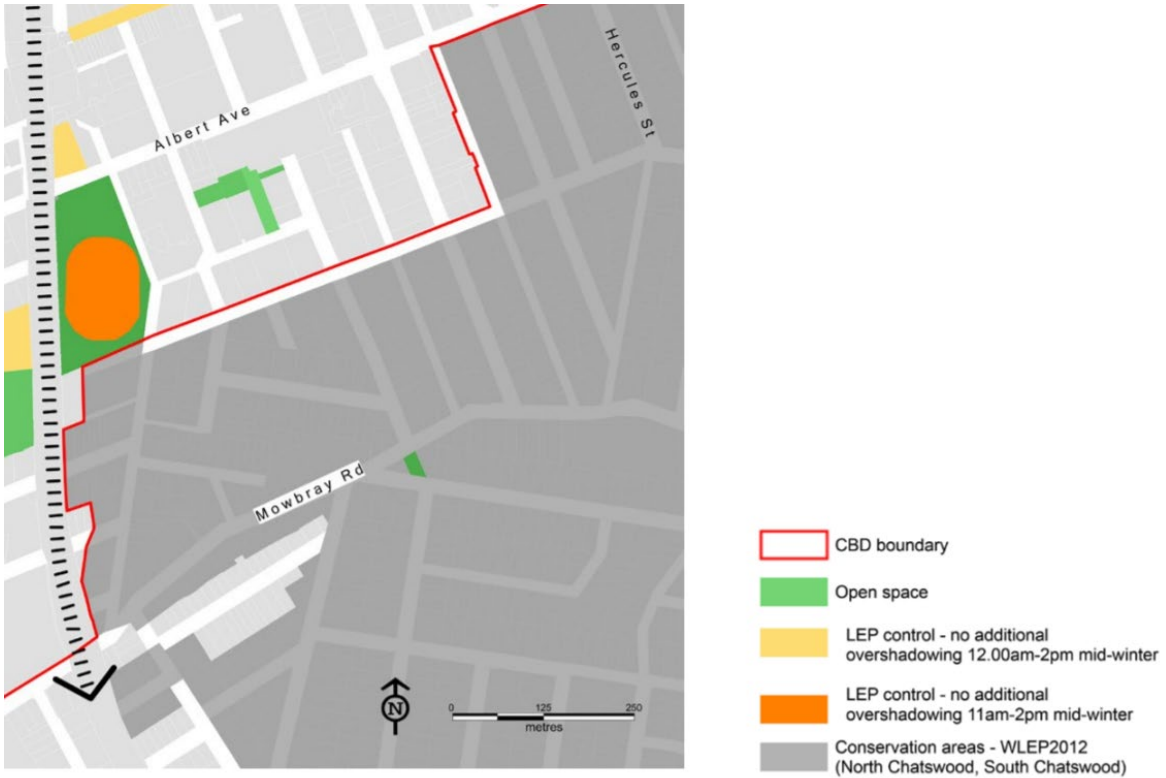 Hercules St
Albert Ave
Mowbray Rd
N
0 125 250
metres
CBD boundary
Open space
LEP control - no additional
overshadowing 12.00am-2pm mid-winter
LEP control - no additional
overshadowing 11am-2pm mid-winter
Conservation areas - WLEP2012
(North Chatswood, South Chatswood)